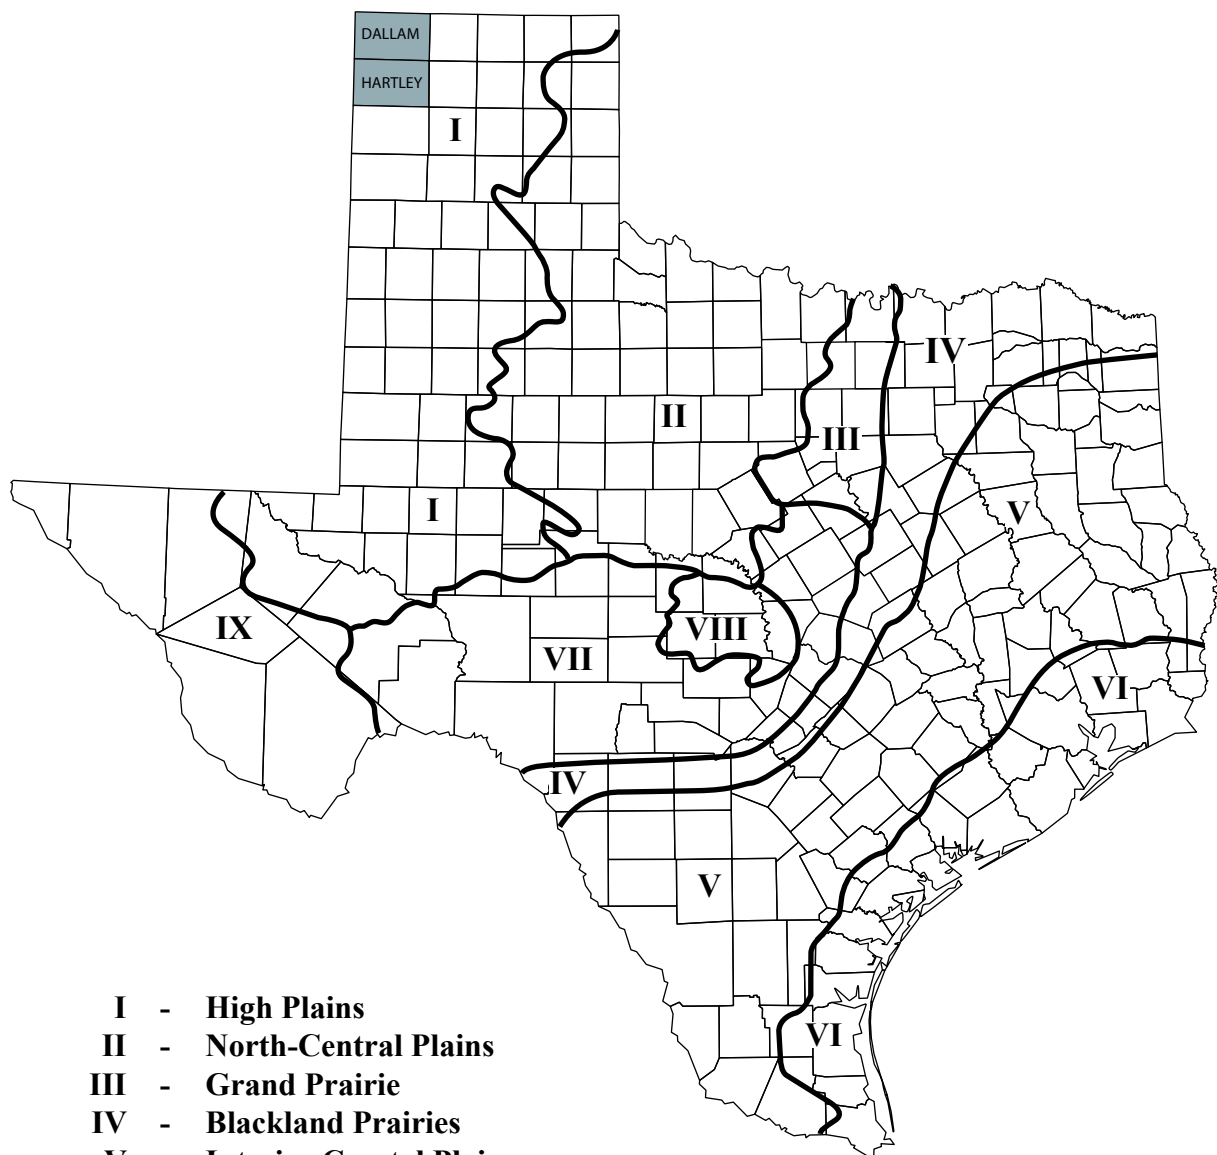 DALLAM
HARTLEY
I
IV
II
III
I
V
IX
VIII
VII
VI
IV
V
VI
I - High Plains
II - North-Central Plains
III - Grand Prairie
IV - Blackland Prairies